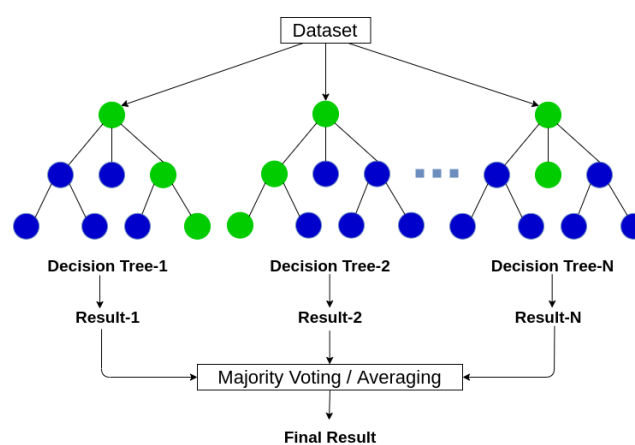 Dataset
Decision Tree-1
Decision Tree-2
Decision Tree-N
Result-1
Result-2
Result-N
Majority Voting / Averaging
Final Result